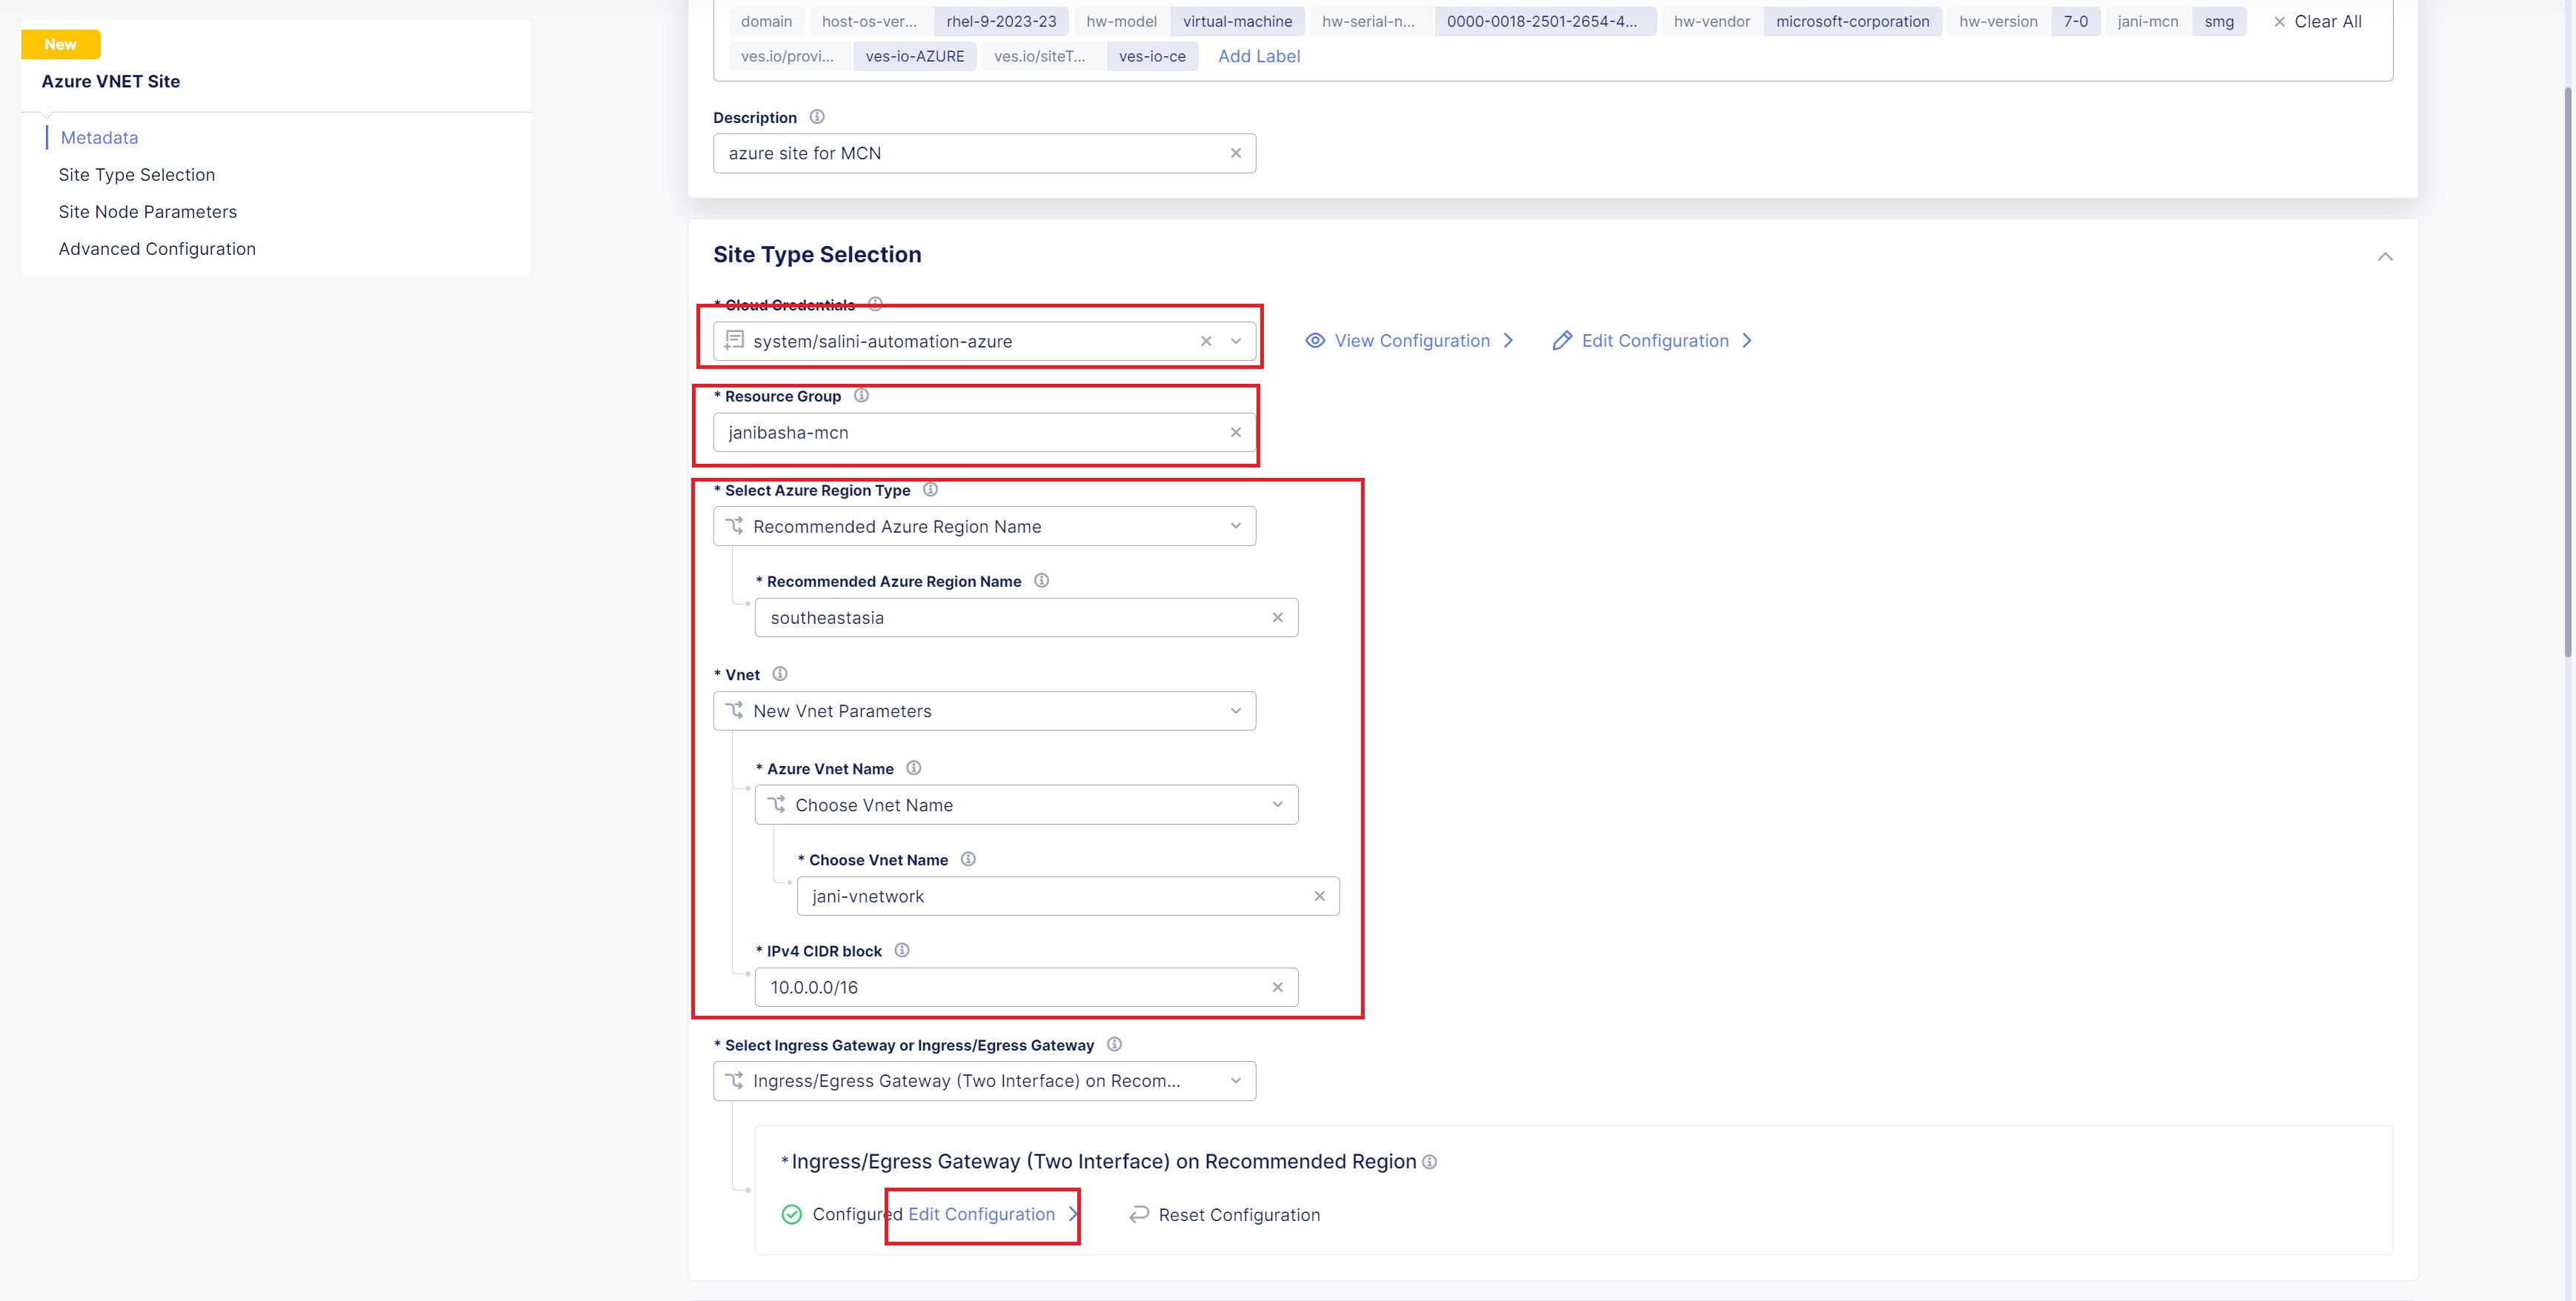 New
Azure VNET Site
Metadata
Site Type Selection
Site Node Parameters
Advanced Configuration
domain host-os-ver... rhel-9-2023-23 hw-model virtual-machine hw-serial-n... 0000-0018-2501-2654-4... hw-vendor microsoft-corporation hw-version 7-0 jani-mcn smg Clear All
ves.io/provi... ves-io-AZURE ves.io/siteT... ves-io-ce Add Label
Description
azure site for MCN
Site Type Selection
* Cloud Credentials
system/salini-automation-azure View Configuration Edit Configuration
* Resource Group
janibasha-mcn
* Select Azure Region Type
Recommended Azure Region Name
* Recommended Azure Region Name
southeastasia
* Vnet
New Vnet Parameters
* Azure Vnet Name
Choose Vnet Name
* Choose Vnet Name
jani-vnetwork
* IPv4 CIDR block
10.0.0.0/16
* Select Ingress Gateway or Ingress/Egress Gateway
Ingress/Egress Gateway (Two Interface) on Recom...
* Ingress/Egress Gateway (Two Interface) on Recommended Region
Configured Edit Configuration Reset Configuration